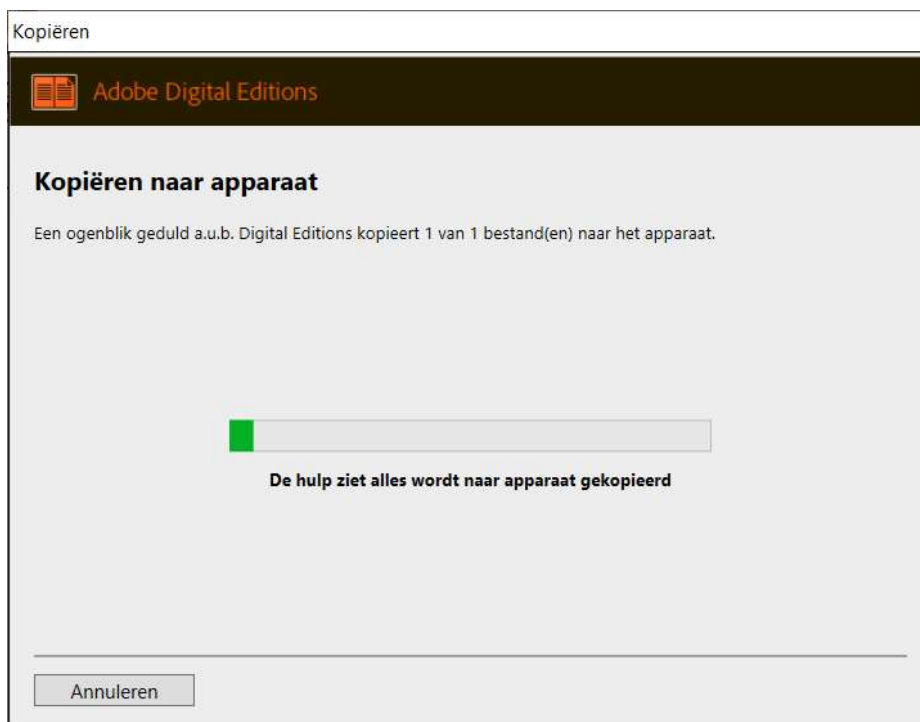 Kopiëren
Adobe Digital Editions
Kopiëren naar apparaat
Een ogenblik geduld a.u.b. Digital Editions kopieert 1 van 1 bestand(en) naar het apparaat.
De hulp ziet alles wordt naar apparaat gekopieerd
Annuleren